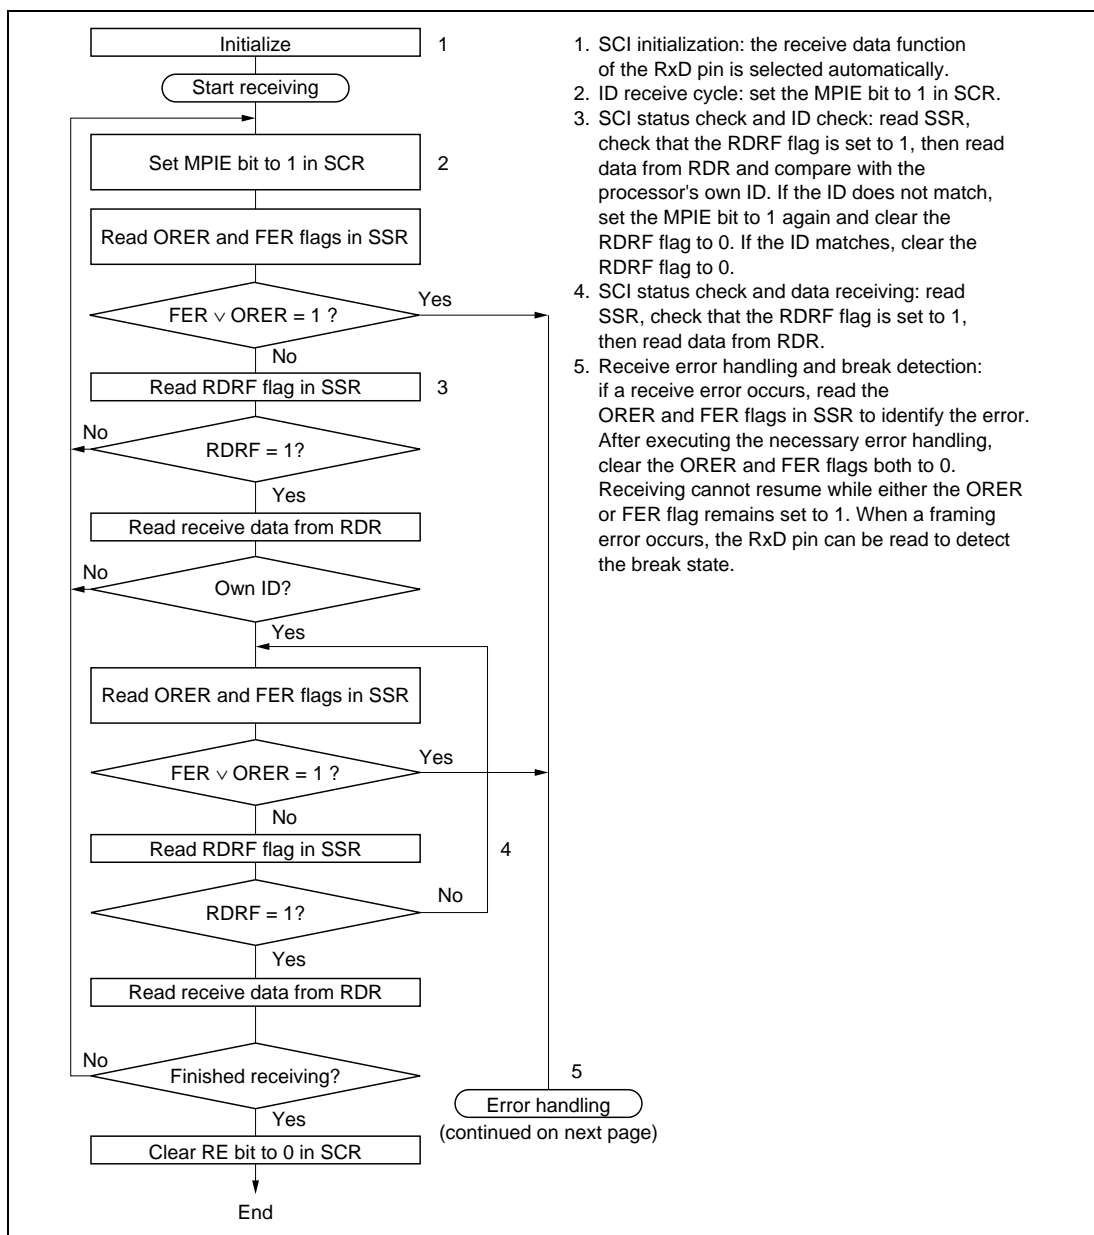 Initialize
1
Start receiving
Set MPIE bit to 1 in SCR
2
Read ORER and FER flags in SSR
FER ∨ ORER = 1 ?
Yes
No
Read RDRF flag in SSR
3
No
RDRF = 1?
Yes
Read receive data from RDR
No
Own ID?
Yes
Read ORER and FER flags in SSR
Yes
FER ∨ ORER = 1 ?
No
Read RDRF flag in SSR
4
No
RDRF = 1?
Yes
Read receive data from RDR
No
Finished receiving?
5
Error handling
(continued on next page)
Yes
Clear RE bit to 0 in SCR
End
1. SCI initialization: the receive data function
of the RxD pin is selected automatically.
2. ID receive cycle: set the MPIE bit to 1 in SCR.
3. SCI status check and ID check: read SSR,
check that the RDRF flag is set to 1, then read
data from RDR and compare with the
processor's own ID. If the ID does not match,
set the MPIE bit to 1 again and clear the
RDRF flag to 0. If the ID matches, clear the
RDRF flag to 0.
4. SCI status check and data receiving: read
SSR, check that the RDRF flag is set to 1,
then read data from RDR.
5. Receive error handling and break detection:
if a receive error occurs, read the
ORER and FER flags in SSR to identify the error.
After executing the necessary error handling,
clear the ORER and FER flags both to 0.
Receiving cannot resume while either the ORER
or FER flag remains set to 1. When a framing
error occurs, the RxD pin can be read to detect
the break state.